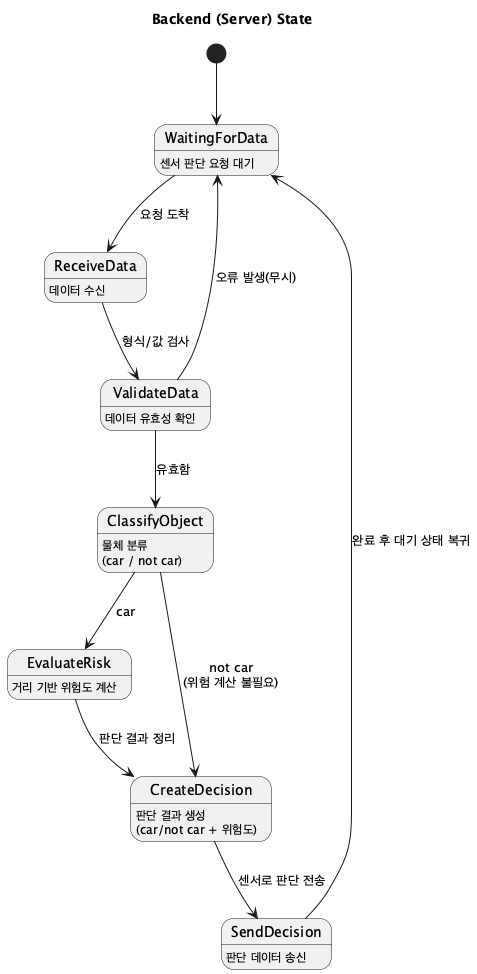 Backend (Server) State
WaitingForData
센서 판단 요청 대기
요청 도착
ReceiveData
데이터 수신
오류 발생(무시)
형식/값 검사
ValidateData
데이터 유효성 확인
유효함
ClassifyObject
물체 분류
(car / not car)
완료 후 대기 상태 복귀
car
EvaluateRisk
거리 기반 위험도 계산
not car
(위험 계산 불필요)
판단 결과 정리
CreateDecision
판단 결과 생성
(car/not car + 위험도)
센서로 판단 전송
SendDecision
판단 데이터 송신